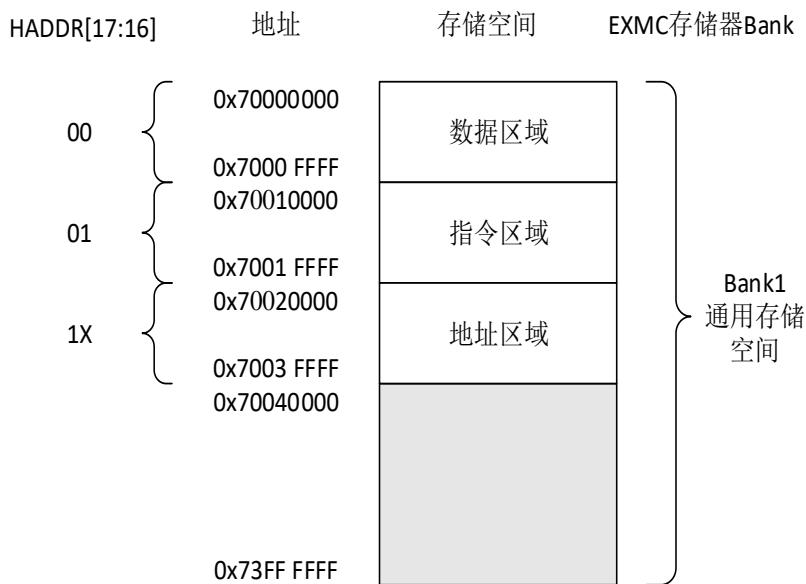 HADDR[17:16] 地址 存储空间 EXMC存储器Bank
0x70000000
00 数据区域
0x7000 FFFF
0x70010000
01 指令区域
0x7001 FFFF
0x70020000
1X 地址区域
0x7003 FFFF
0x70040000
Bank1
通用存储
空间
0x73FF FFFF